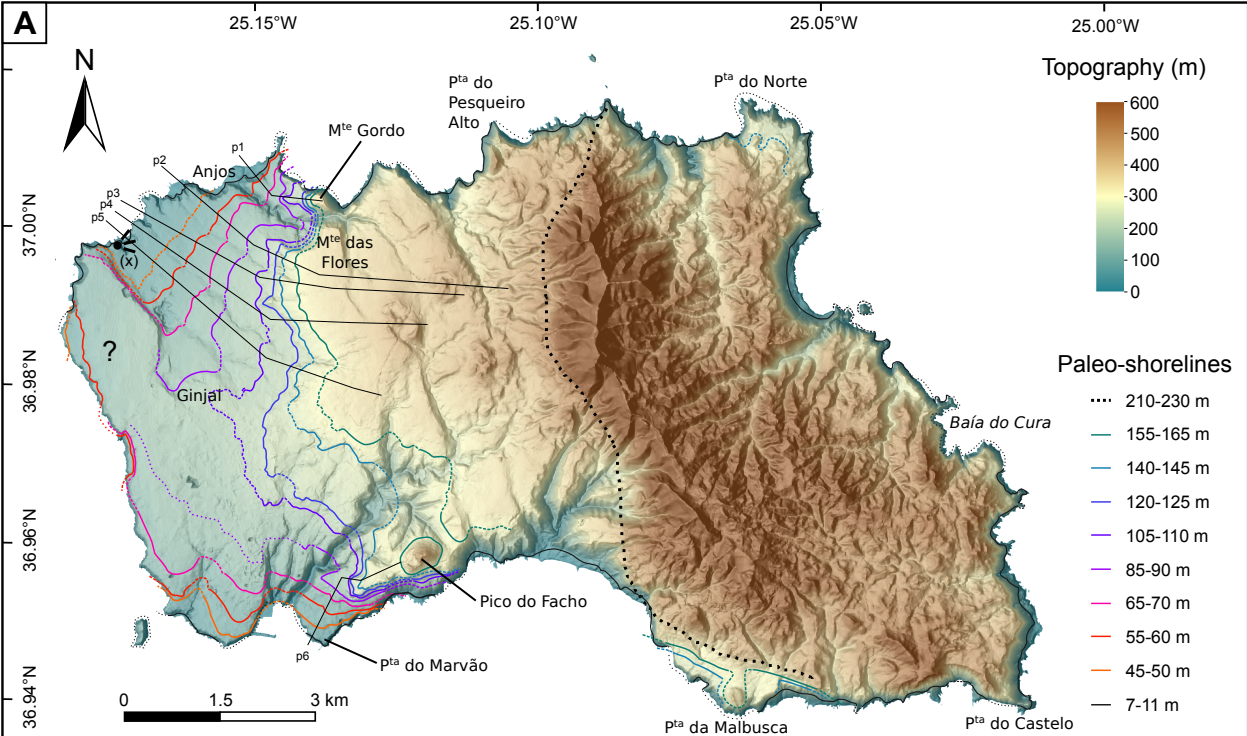 A
25.15°W
25.10°W
25.05°W
25.00°W
N
Topography (m)
600
500
400
300
200
100
0
Pta do
Pesqueiro
Alto
Pta do Norte
Mte Gordo
p1
p2
Anjos
p3
p4
p5
(x)
Mte das
Flores
37.00°N
36.98°N
36.96°N
36.94°N
?
Ginjal
Baía do Cura
Paleo-shorelines
210-230 m
155-165 m
140-145 m
120-125 m
105-110 m
85-90 m
65-70 m
55-60 m
45-50 m
7-11 m
Pico do Facho
p6
Pta do Marvão
0 1.5 3 km
Pta da Malbusca
Pta do Castelo